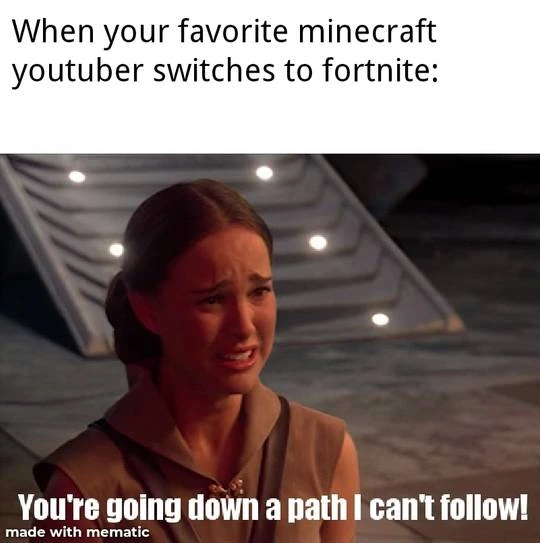 When your favorite minecraft
youtuber switches to fortnite:
You're going down a path I can't follow!
made with mematic